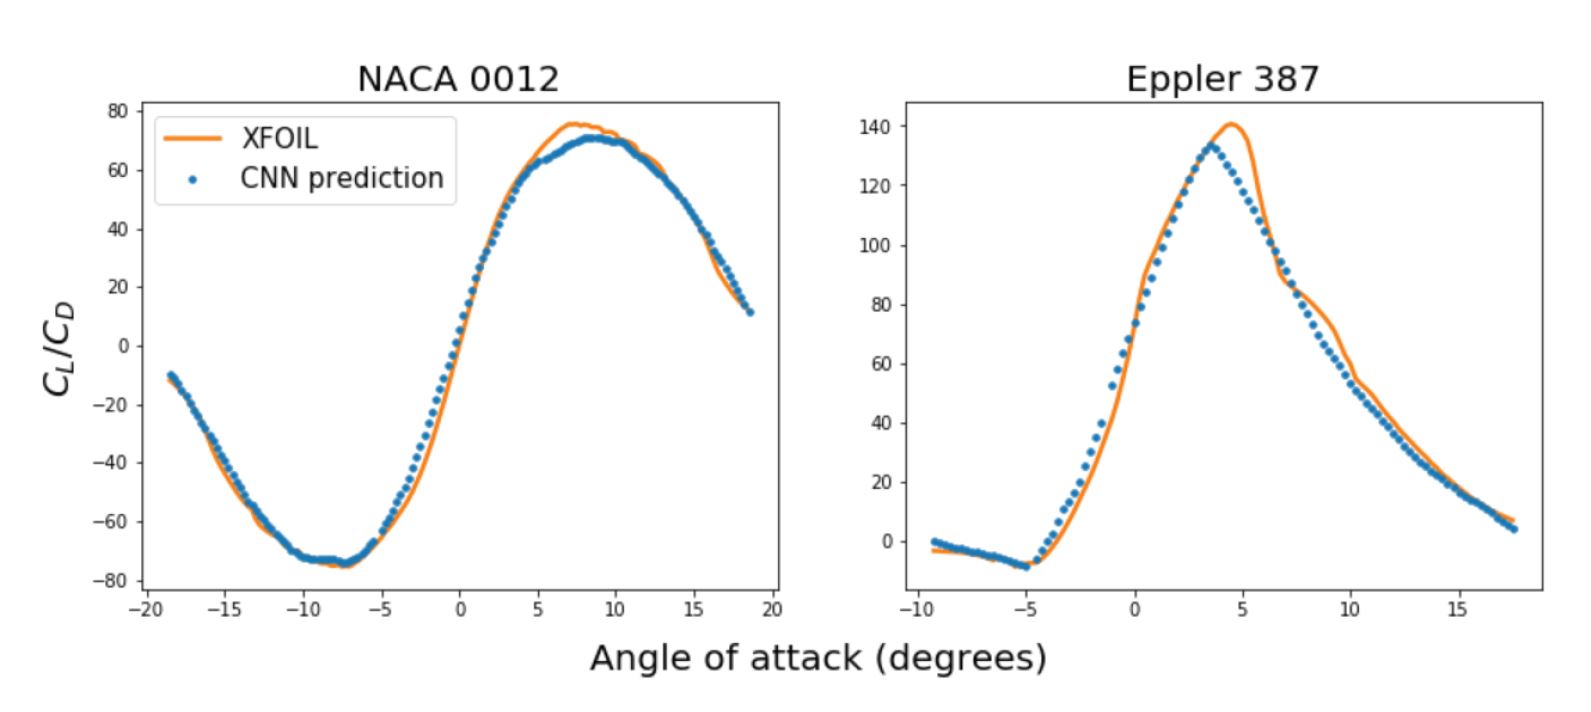 NACA 0012
Eppler 387
XFOIL
CNN prediction
80
60
40
20
0
−20
−40
−60
−80
−20 −15 −10 −5 0 5 10 15 20
140
120
100
80
60
40
20
0
−10 −5 0 5 10 15
C_L/C_D
Angle of attack (degrees)